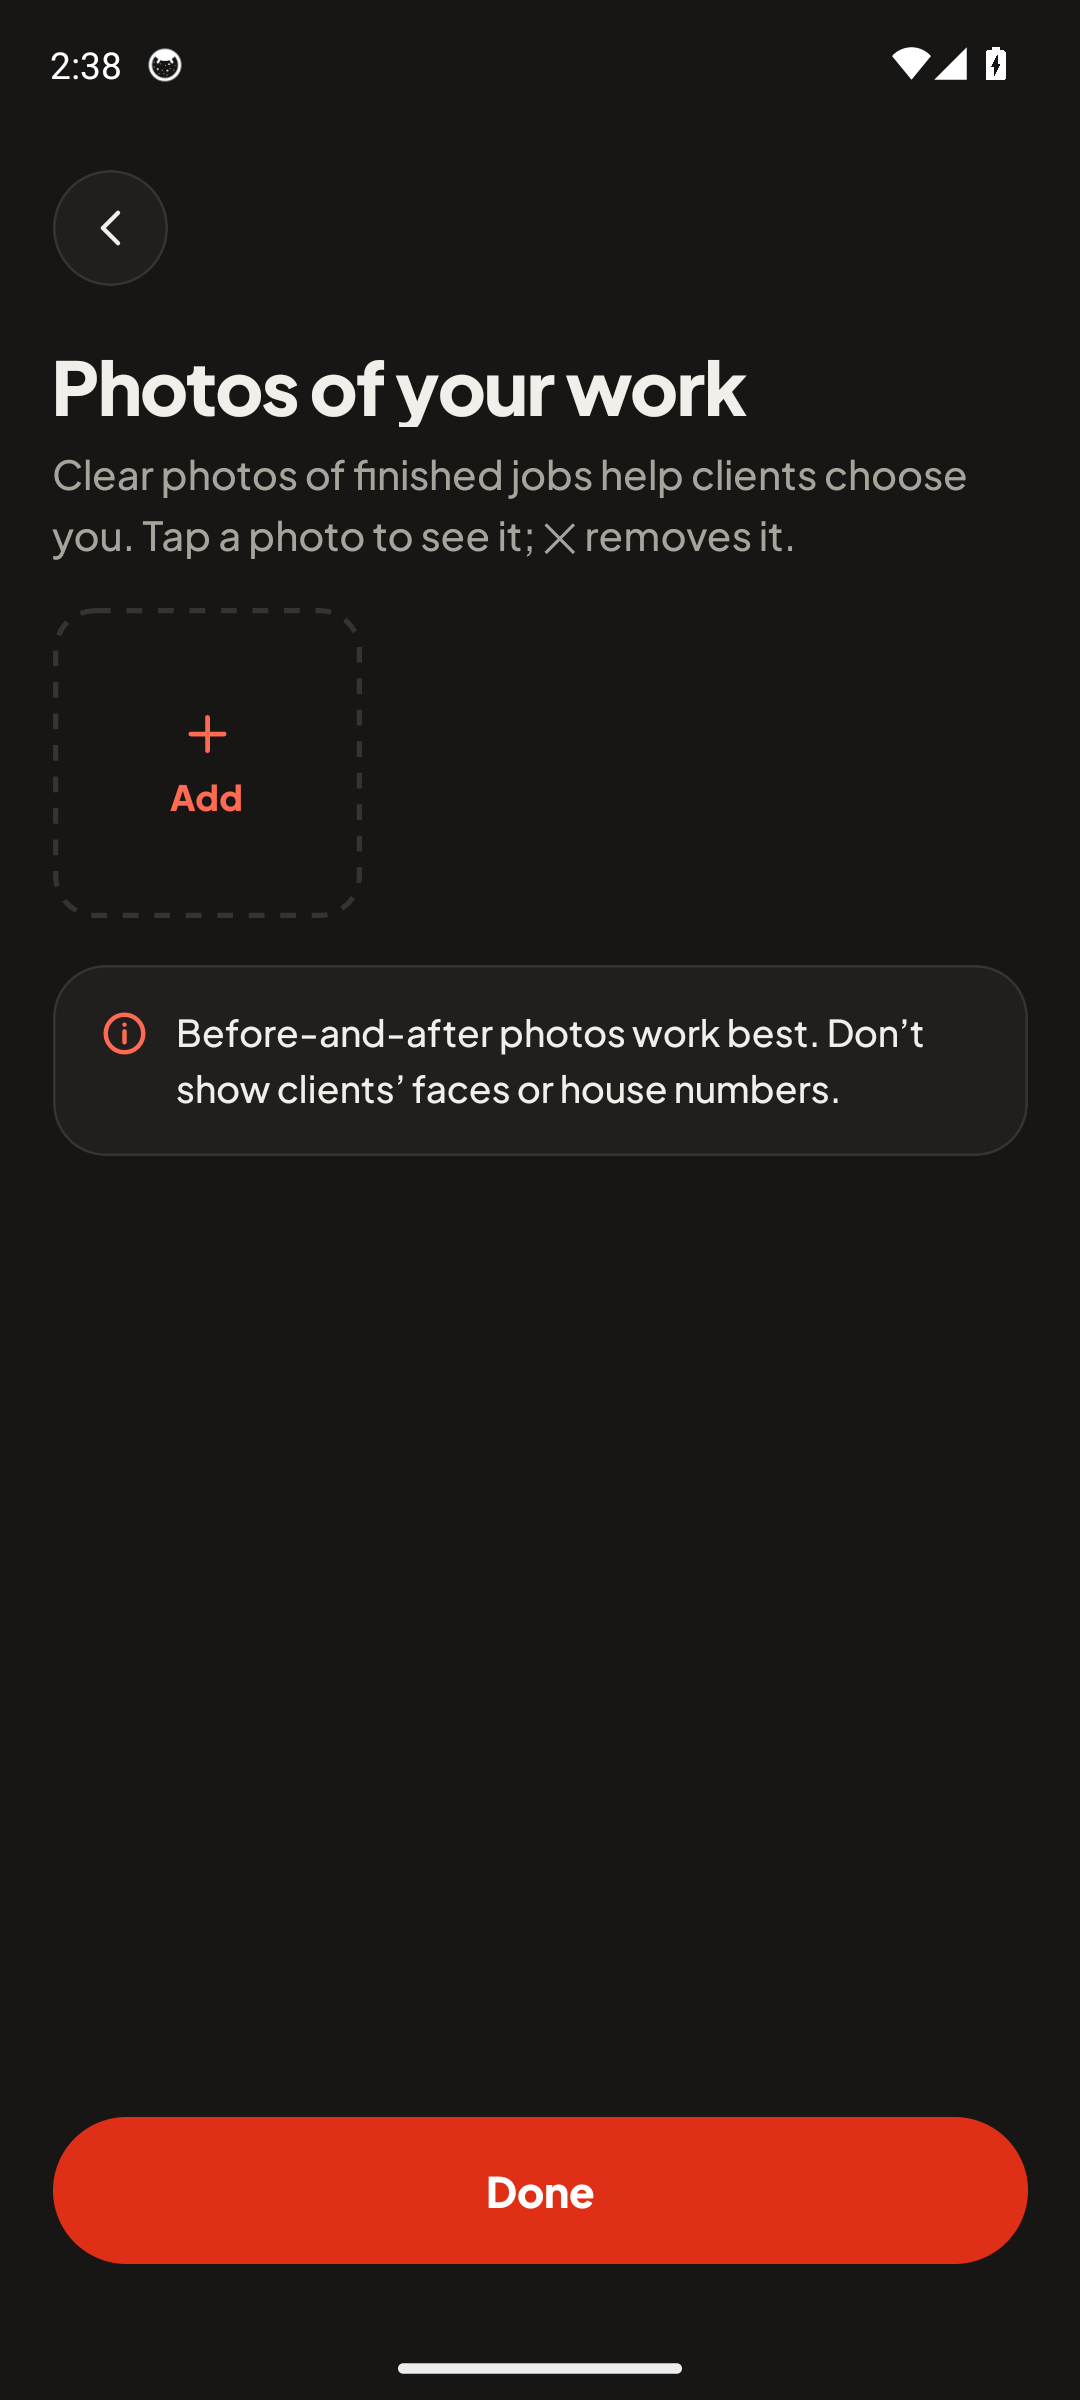 2:38
Photos of your work
Clear photos of finished jobs help clients choose
you. Tap a photo to see it; ✕ removes it.
Add
Before-and-after photos work best. Don’t
show clients’ faces or house numbers.
Done